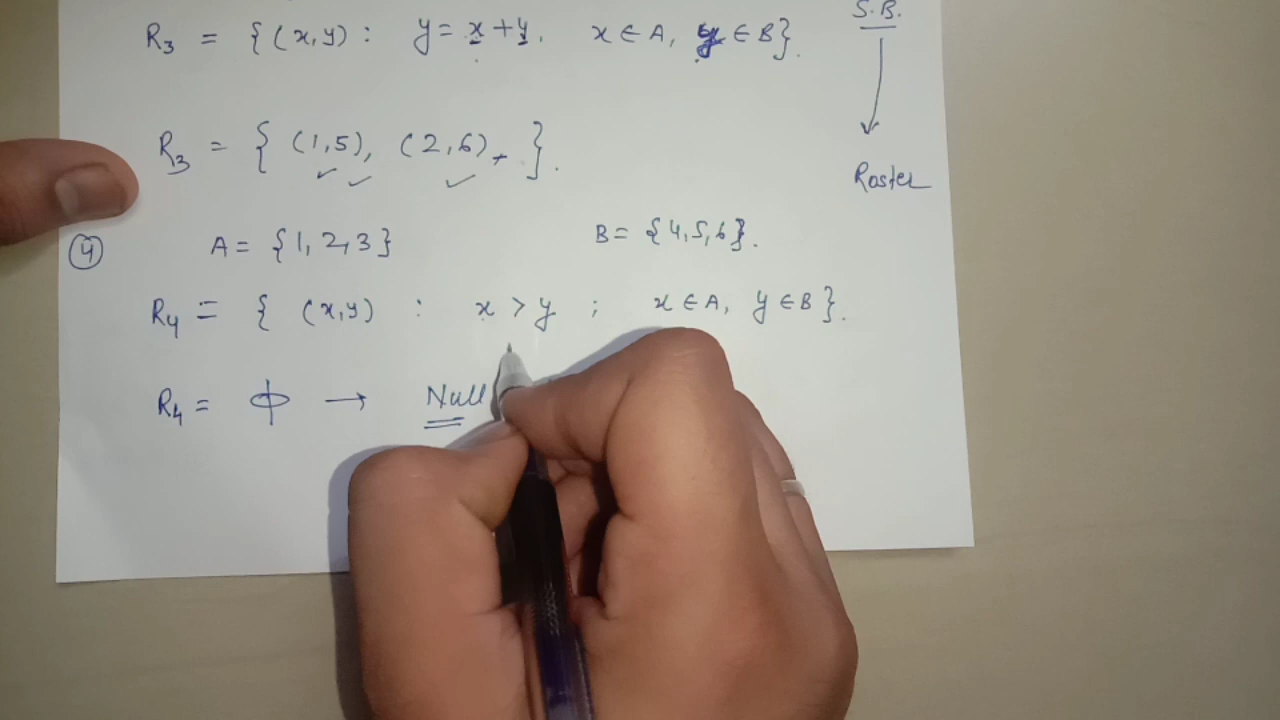 S.B.
R₃ = { (x,y) : y = x + y, x ∈ A, y ∈ B}.
R₃ = { (1,5), (2,6), }.
Roster
④ A = {1, 2, 3} B = {4, 5, 6}.
R₄ = { (x,y) : x > y ; x ∈ A, y ∈ B}.
R₄ = ϕ → Null